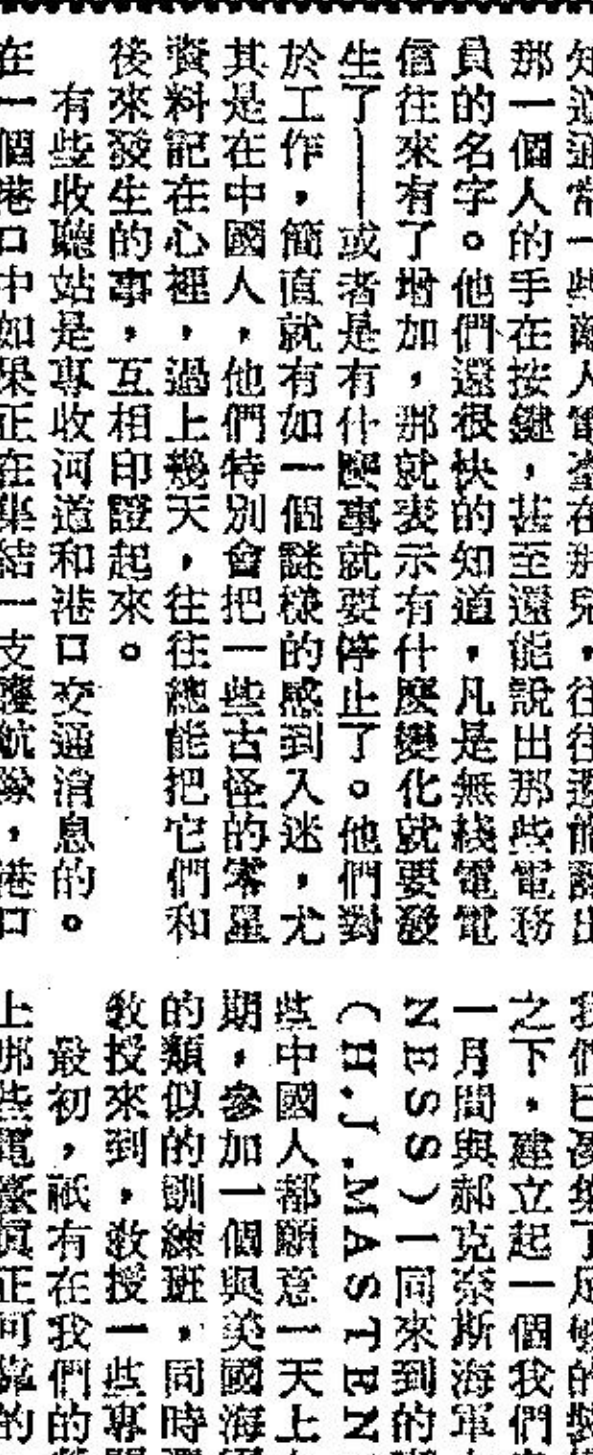 知道通常一些敵人電臺在那兒，往往還能說出
那一個人的手在按鍵，甚至還能說出那些電務
員的名字。他們還很快的知道，凡是無綫電電
信往來有了增加，那就表示有什麼變化就要發
生了——或者是有什麼事就要停止了。他們對
於工作，簡直就有如一個謎樣的感到入迷，尤
其是在中國人，他們特別會把一些古怪的零星
資料記在心裡，過上幾天，往往總能把它們和
後來發生的事，互相印證起來。
有些收聽站是專收河道和港口交通消息的。
在一個港口中如果正在集結一支護航隊，港口
我們已湊集了足够的
之下，建立起一個我們
一月間與郝克奈斯海軍
NESS）一同來到的
（H.J.MASTEN
些中國人都願意一天上
期，參加一個與美國海
的類似的訓練班，同時
教授來到，教授一些專
最初，祇有在我們的
上那些電臺真正可靠的